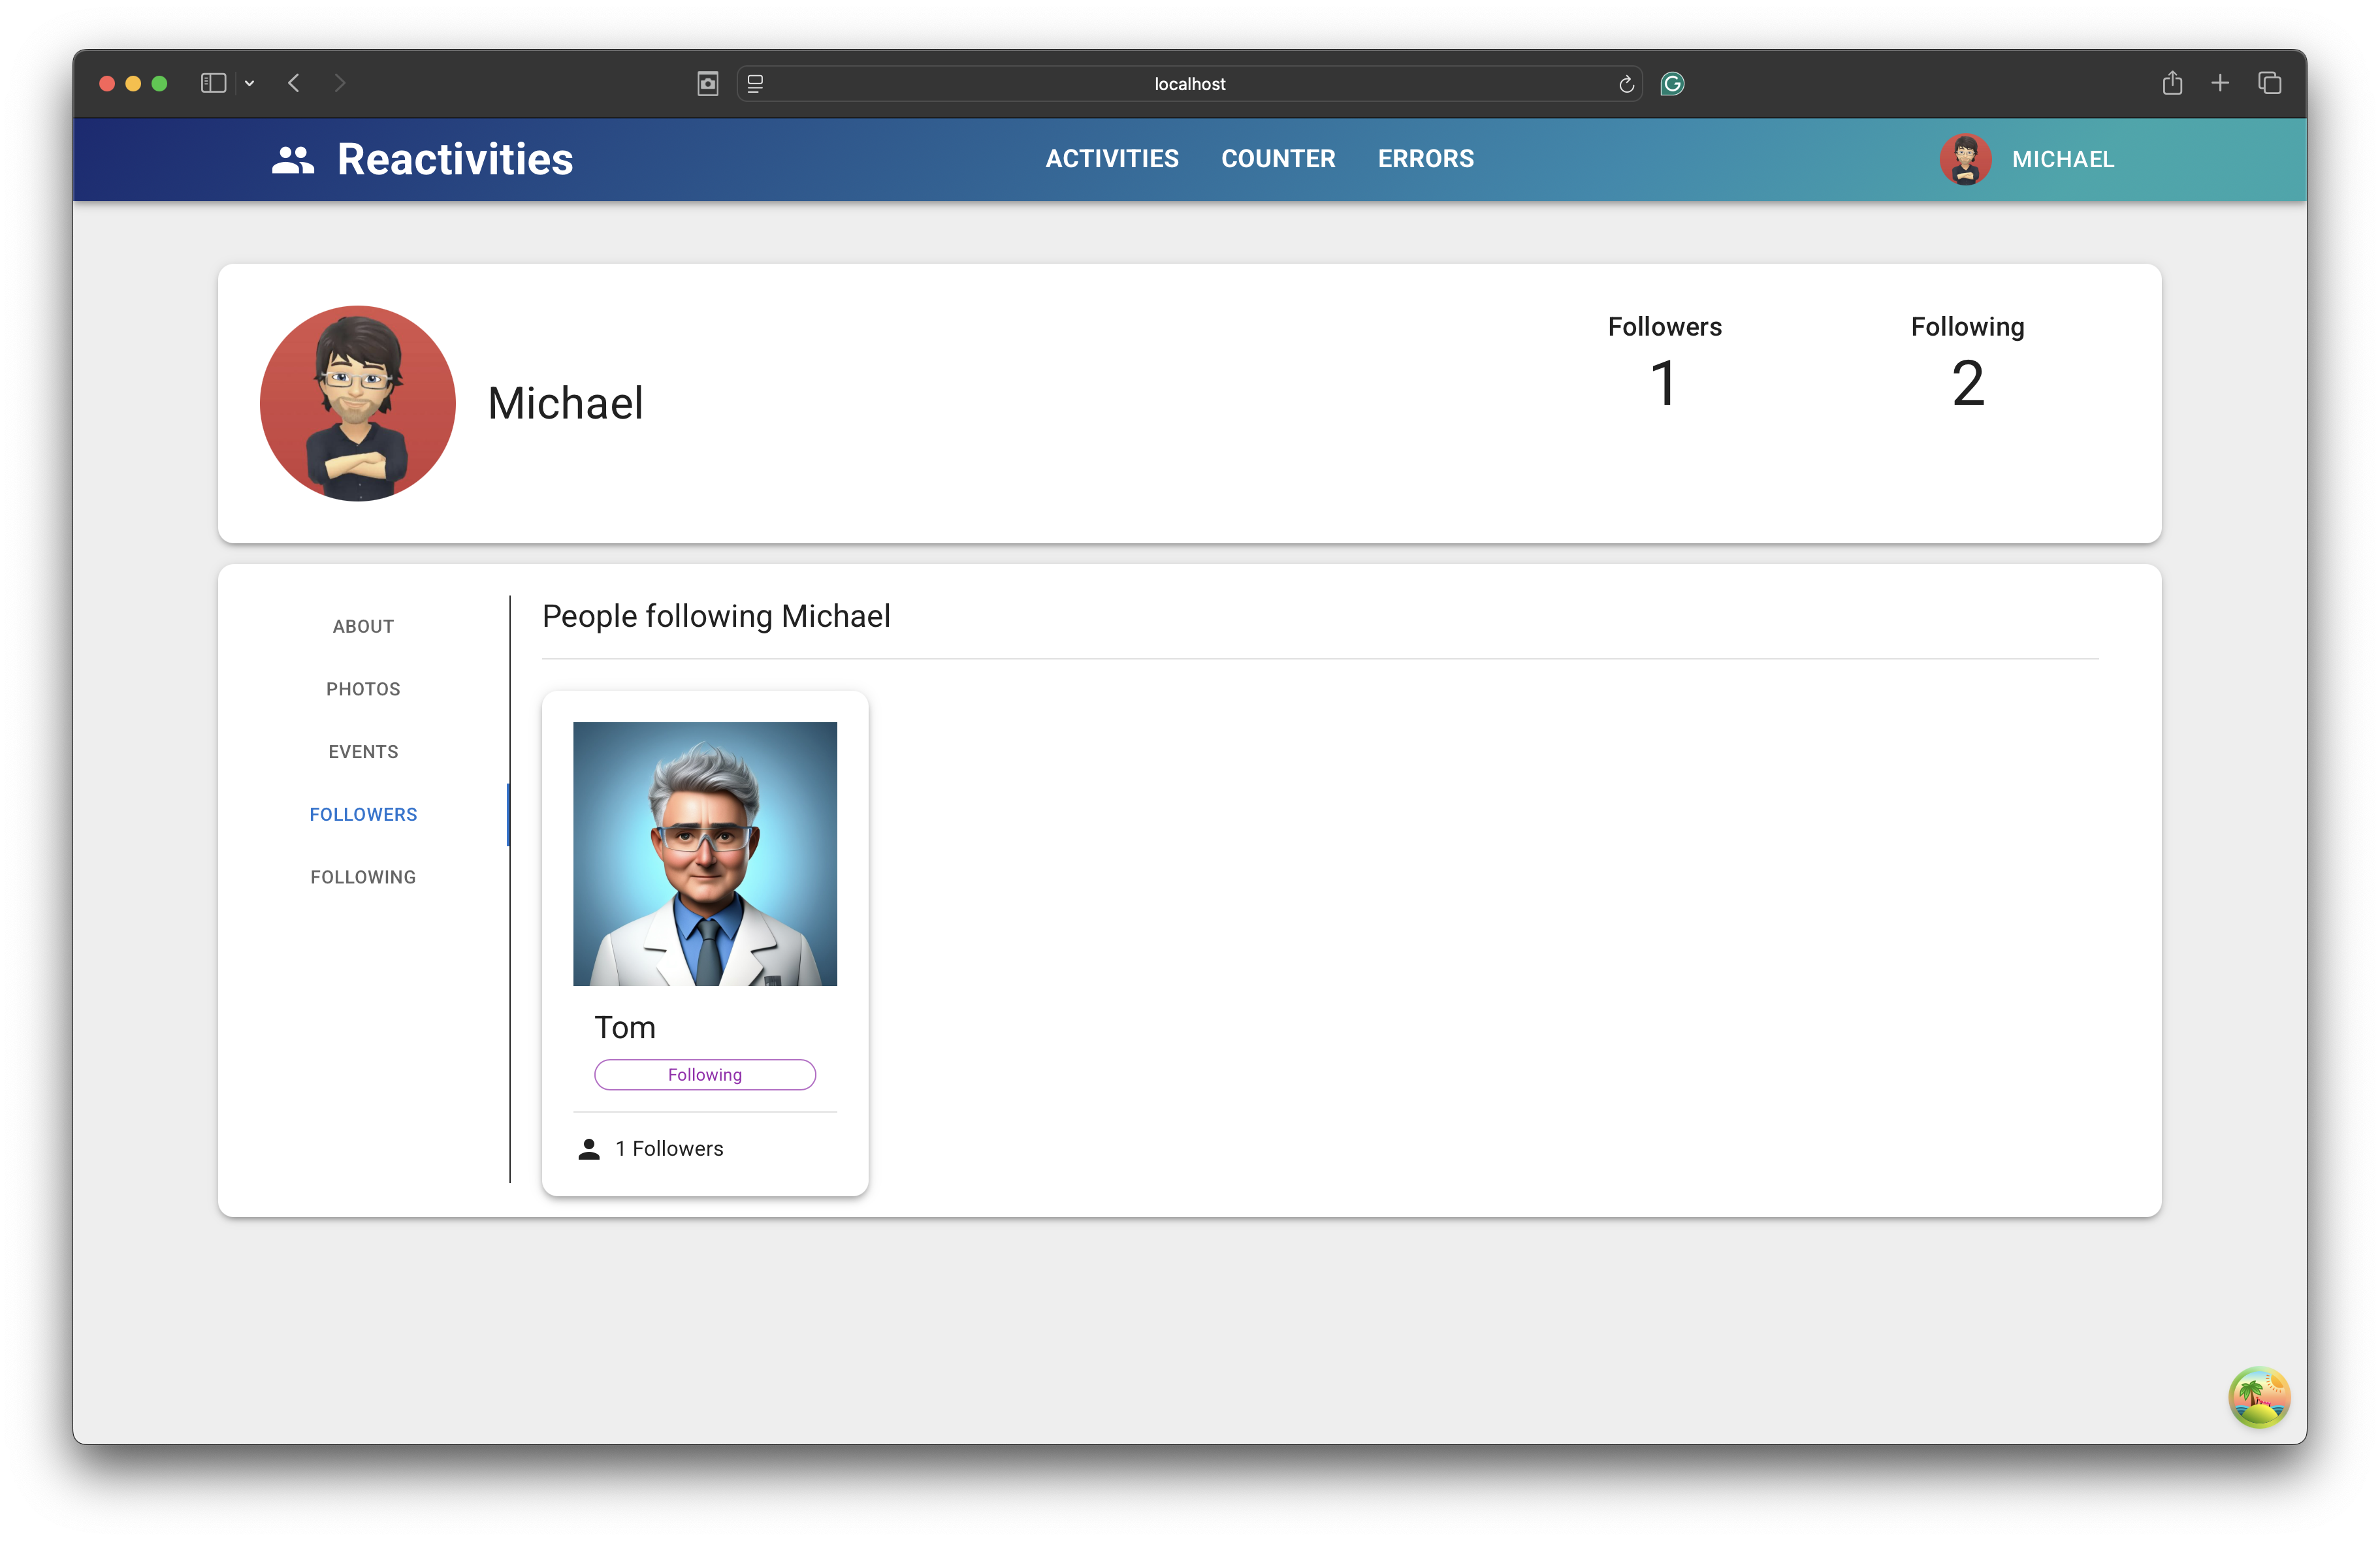 localhost
Reactivities
ACTIVITIES COUNTER ERRORS
MICHAEL
Michael
Followers
1
Following
2
ABOUT
PHOTOS
EVENTS
FOLLOWERS
FOLLOWING
People following Michael
Tom
Following
1 Followers